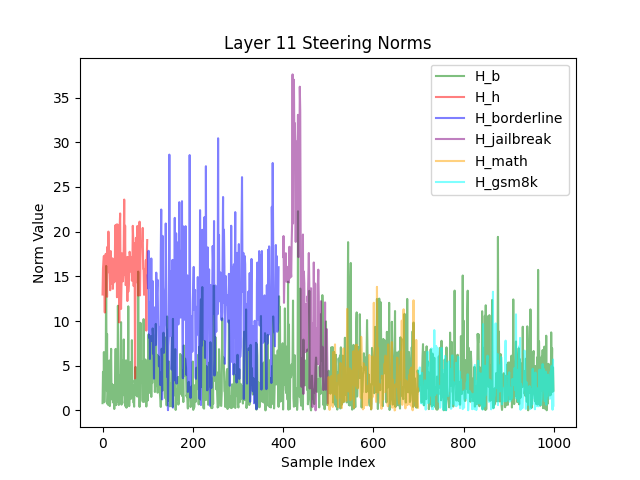 Layer 11 Steering Norms
H_b
H_h
H_borderline
H_jailbreak
H_math
H_gsm8k
Norm Value
35
30
25
20
15
10
5
0
0
200
400
600
800
1000
Sample Index